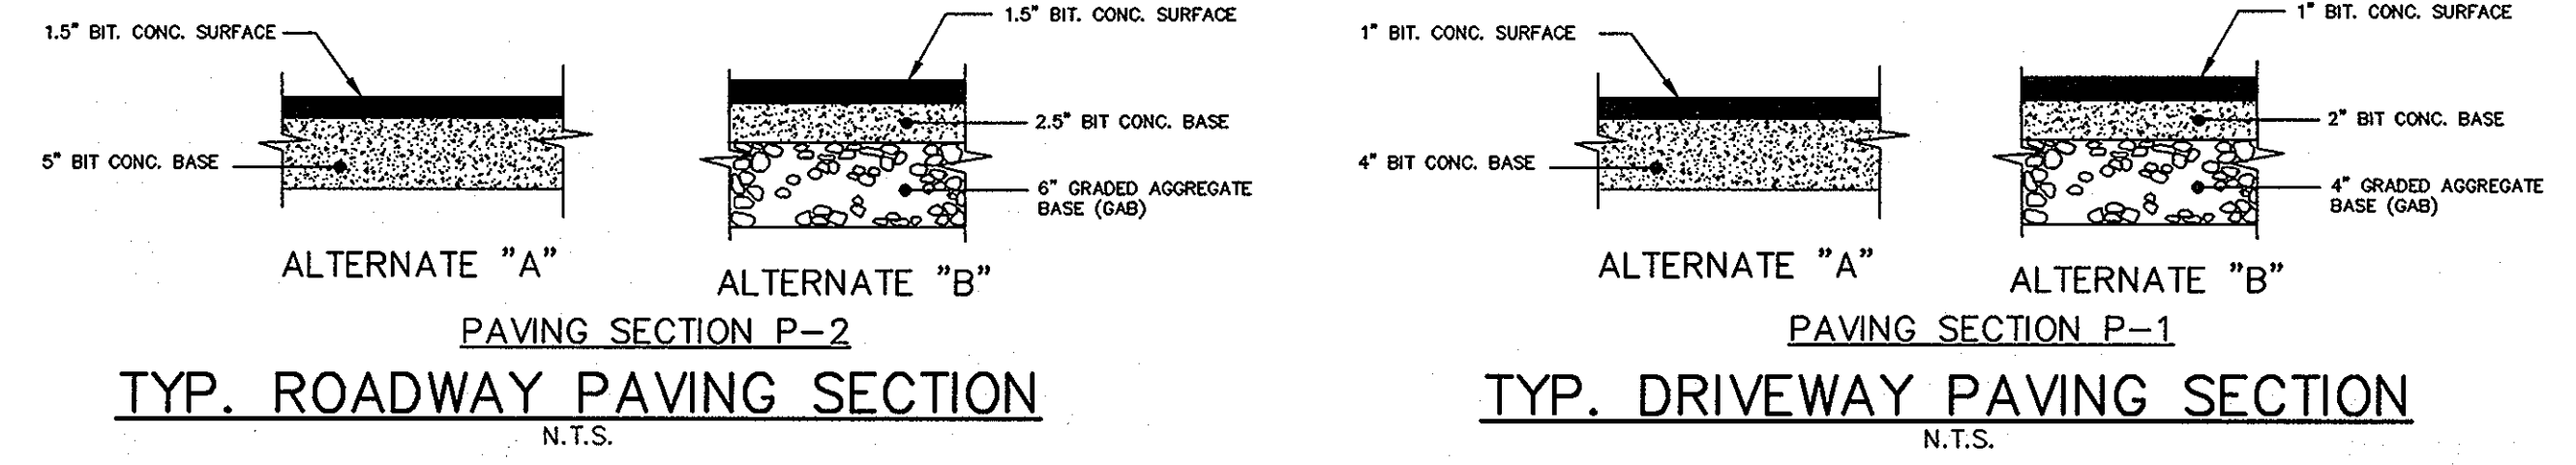 1.5" BIT. CONC. SURFACE
5" BIT CONC. BASE
ALTERNATE "A"
1.5" BIT. CONC. SURFACE
2.5" BIT CONC. BASE
6" GRADED AGGREGATE
BASE (GAB)
ALTERNATE "B"
PAVING SECTION P-2
TYP. ROADWAY PAVING SECTION
N.T.S.
1" BIT. CONC. SURFACE
4" BIT CONC. BASE
ALTERNATE "A"
1" BIT. CONC. SURFACE
2" BIT CONC. BASE
4" GRADED AGGREGATE
BASE (GAB)
ALTERNATE "B"
PAVING SECTION P-1
TYP. DRIVEWAY PAVING SECTION
N.T.S.